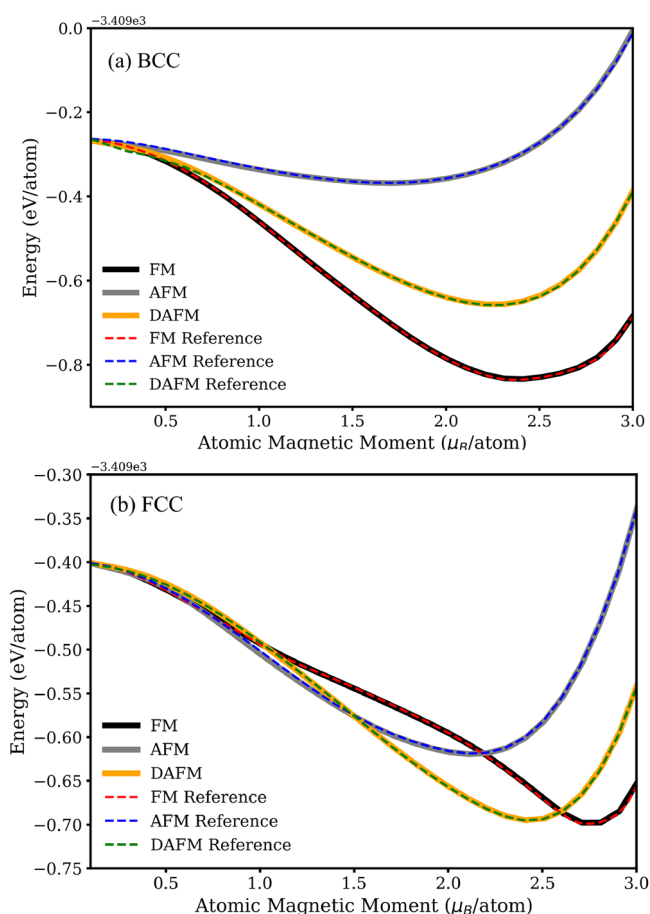 −3.409e3
(a) BCC
0.0
−0.2
−0.4
−0.6
−0.8
Energy (eV/atom)
FM
AFM
DAFM
FM Reference
AFM Reference
DAFM Reference
0.5 1.0 1.5 2.0 2.5 3.0
Atomic Magnetic Moment (μB/atom)
−3.409e3
(b) FCC
−0.30
−0.35
−0.40
−0.45
−0.50
−0.55
−0.60
−0.65
−0.70
−0.75
Energy (eV/atom)
FM
AFM
DAFM
FM Reference
AFM Reference
DAFM Reference
0.5 1.0 1.5 2.0 2.5 3.0
Atomic Magnetic Moment (μB/atom)